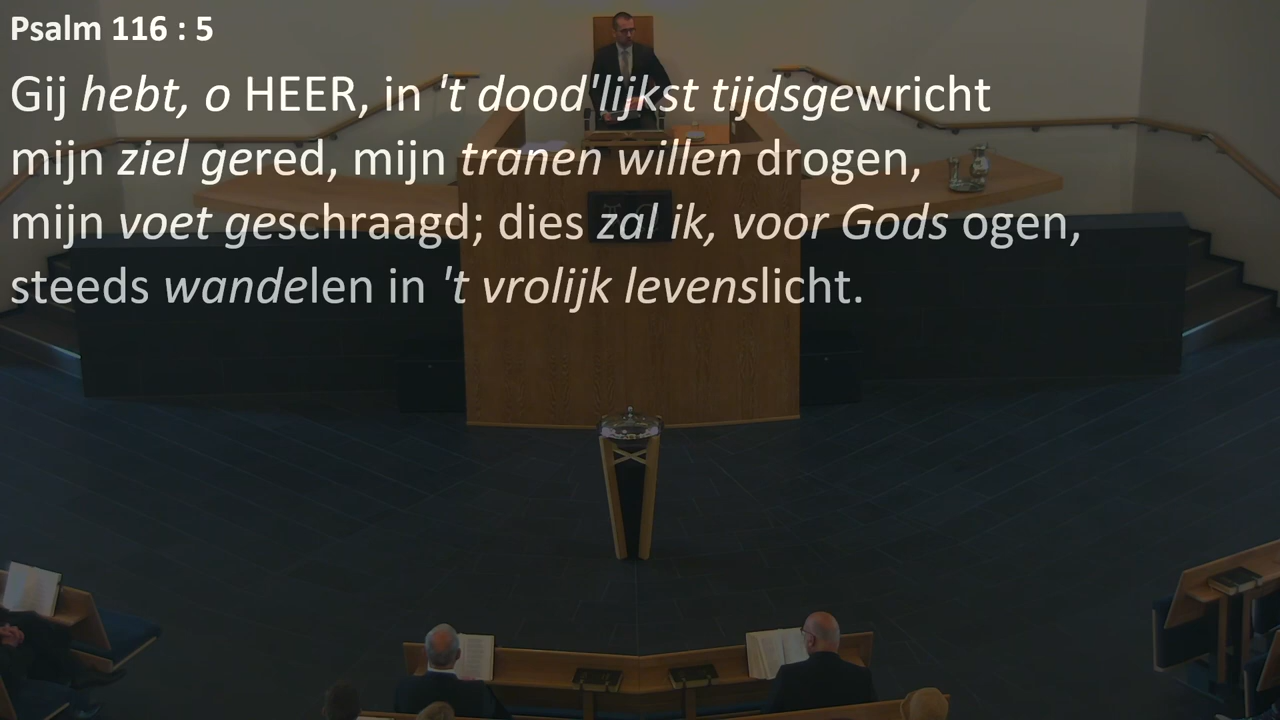 Psalm 116 : 5
Gij hebt, o HEER, in 't dood'lijkst tijdsgewricht
mijn ziel gered, mijn tranen willen drogen,
mijn voet geschraagd; dies zal ik, voor Gods ogen,
steeds wandelen in 't vrolijk levenslicht.